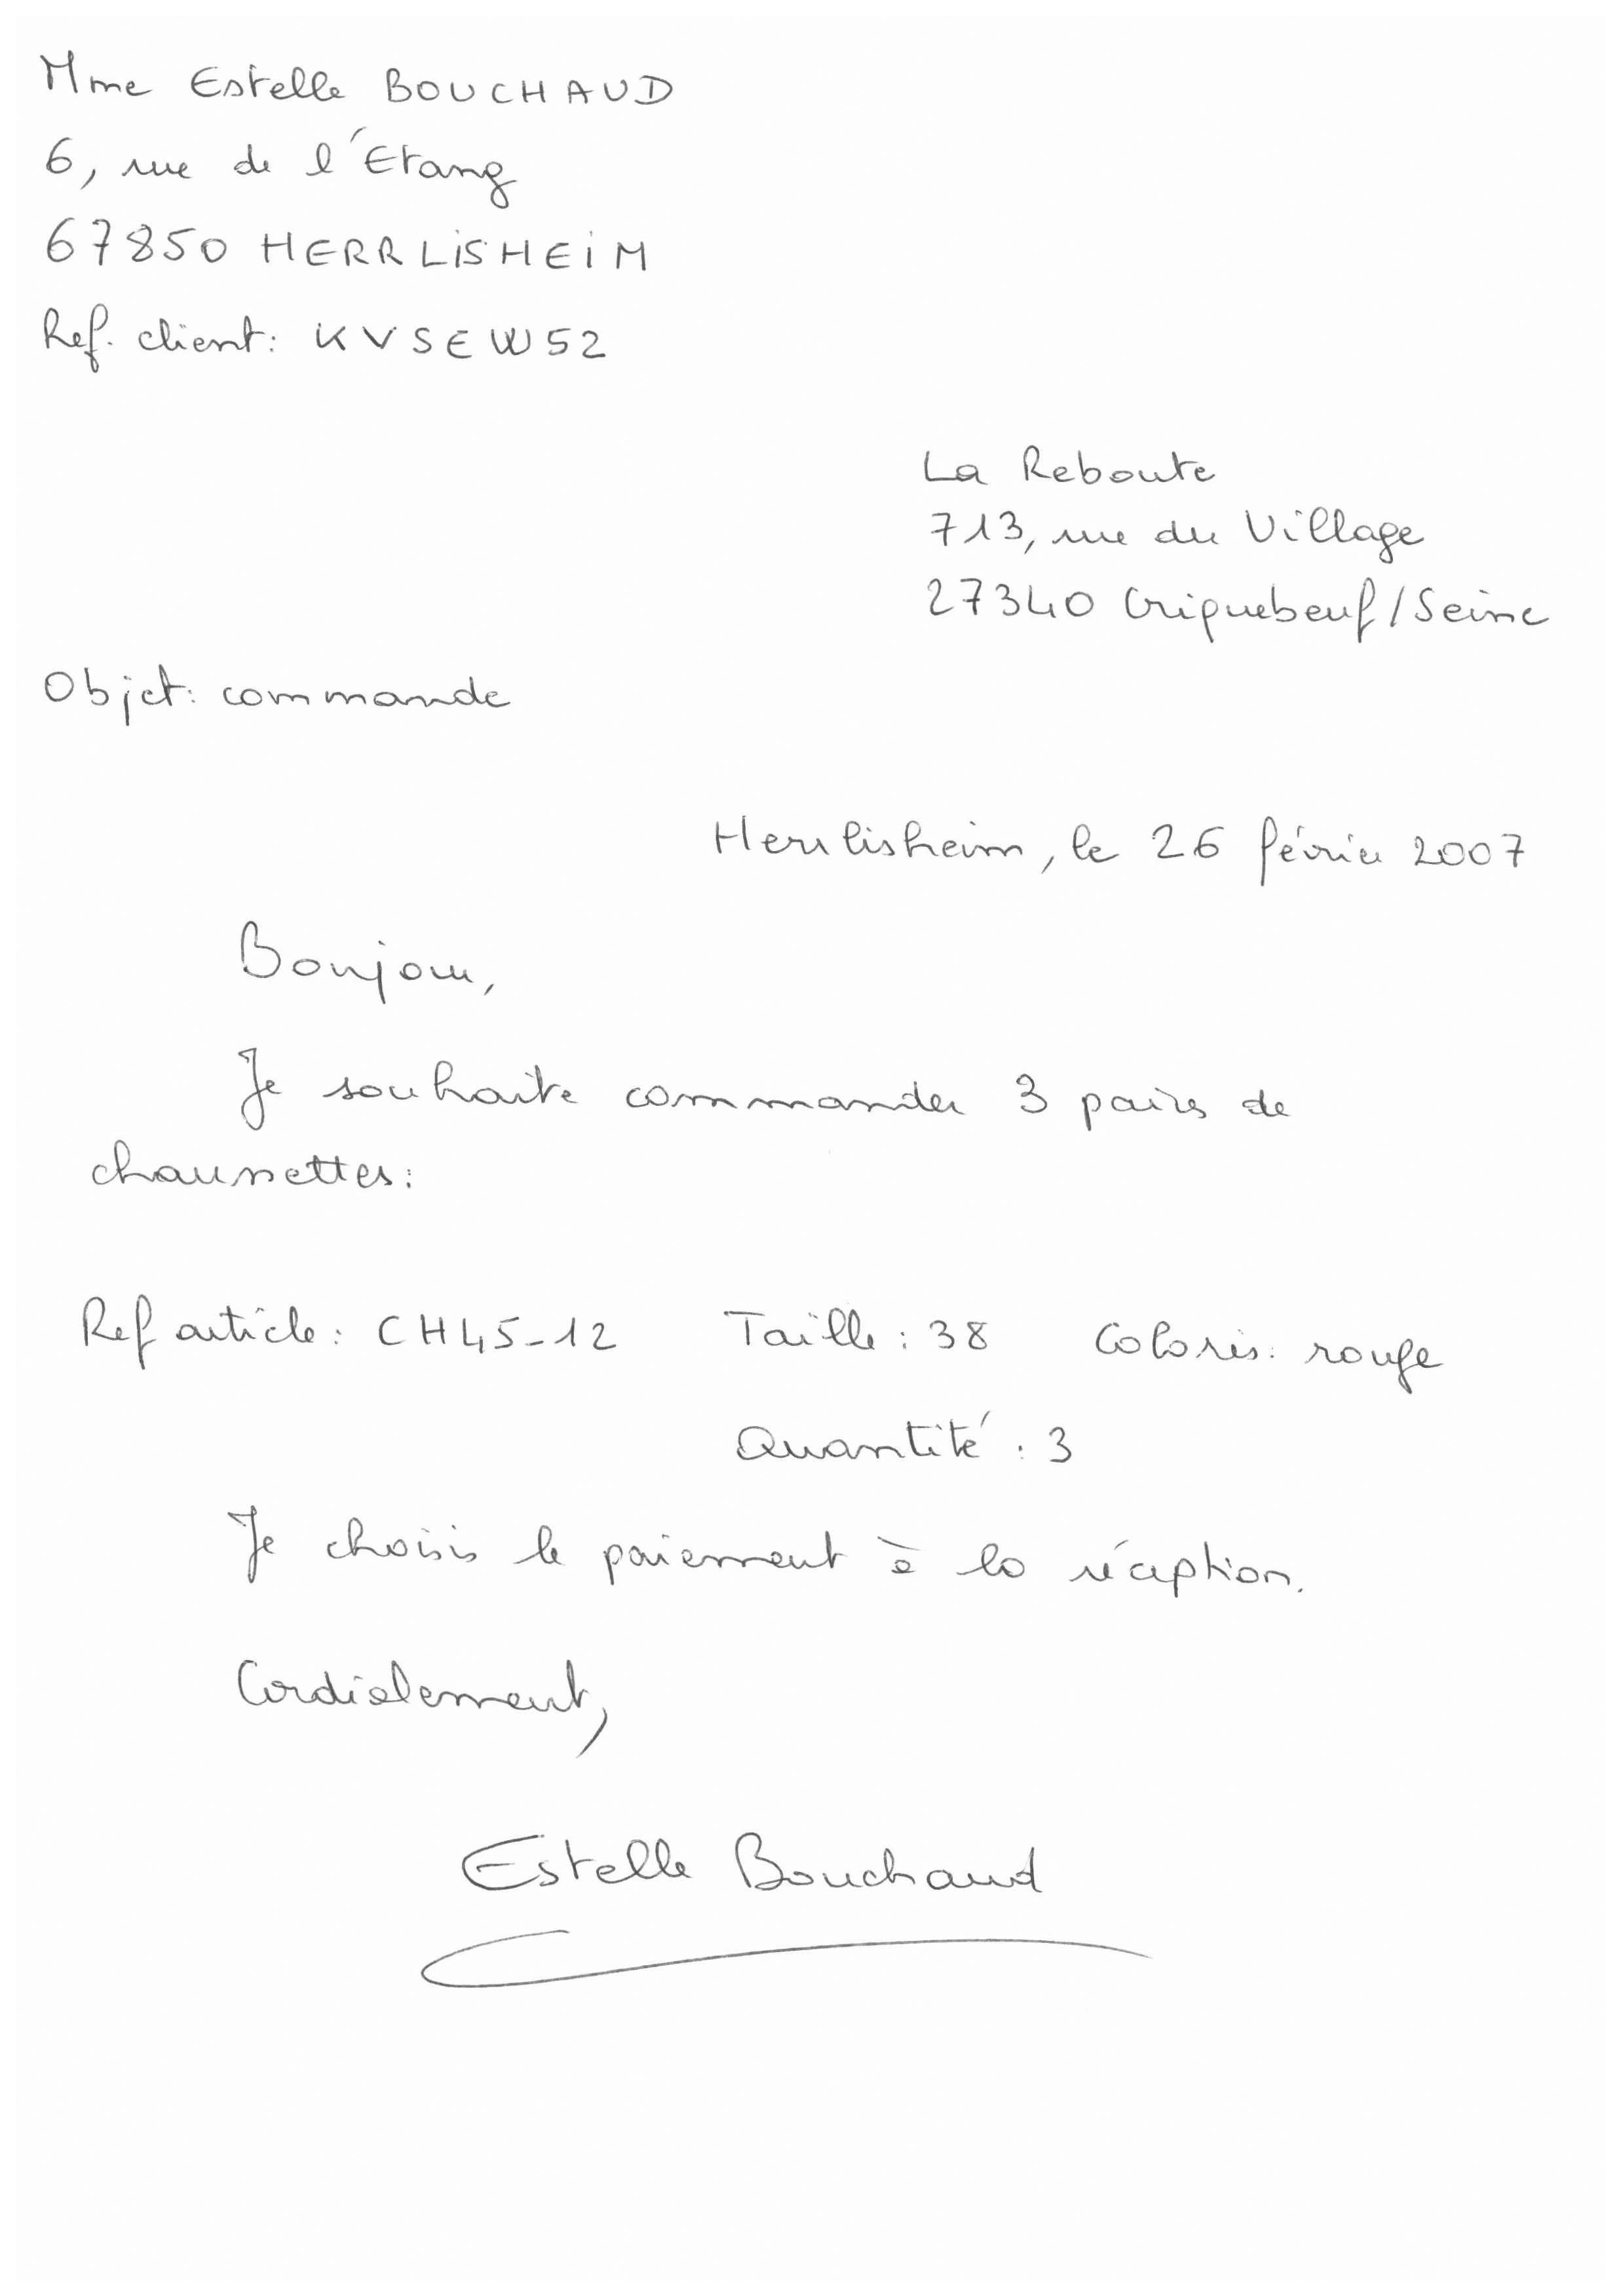 Mme Estelle BOUCHAUD
6, rue de l'Etang
67850 HERRLISHEIM
Ref. client: KVSEW52
La Reboute
713, rue du Village
27340 Criquebeuf/Seine
Objet: commande
Herrlisheim, le 26 février 2007
Bonjour,
Je souhaite commander 3 paires de
chaussettes:
Ref article: CH45-12 Taille: 38 Coloris: rouge
Quantité: 3
Je choisis le paiement à la réception.
Cordialement,
Estelle Bouchaud